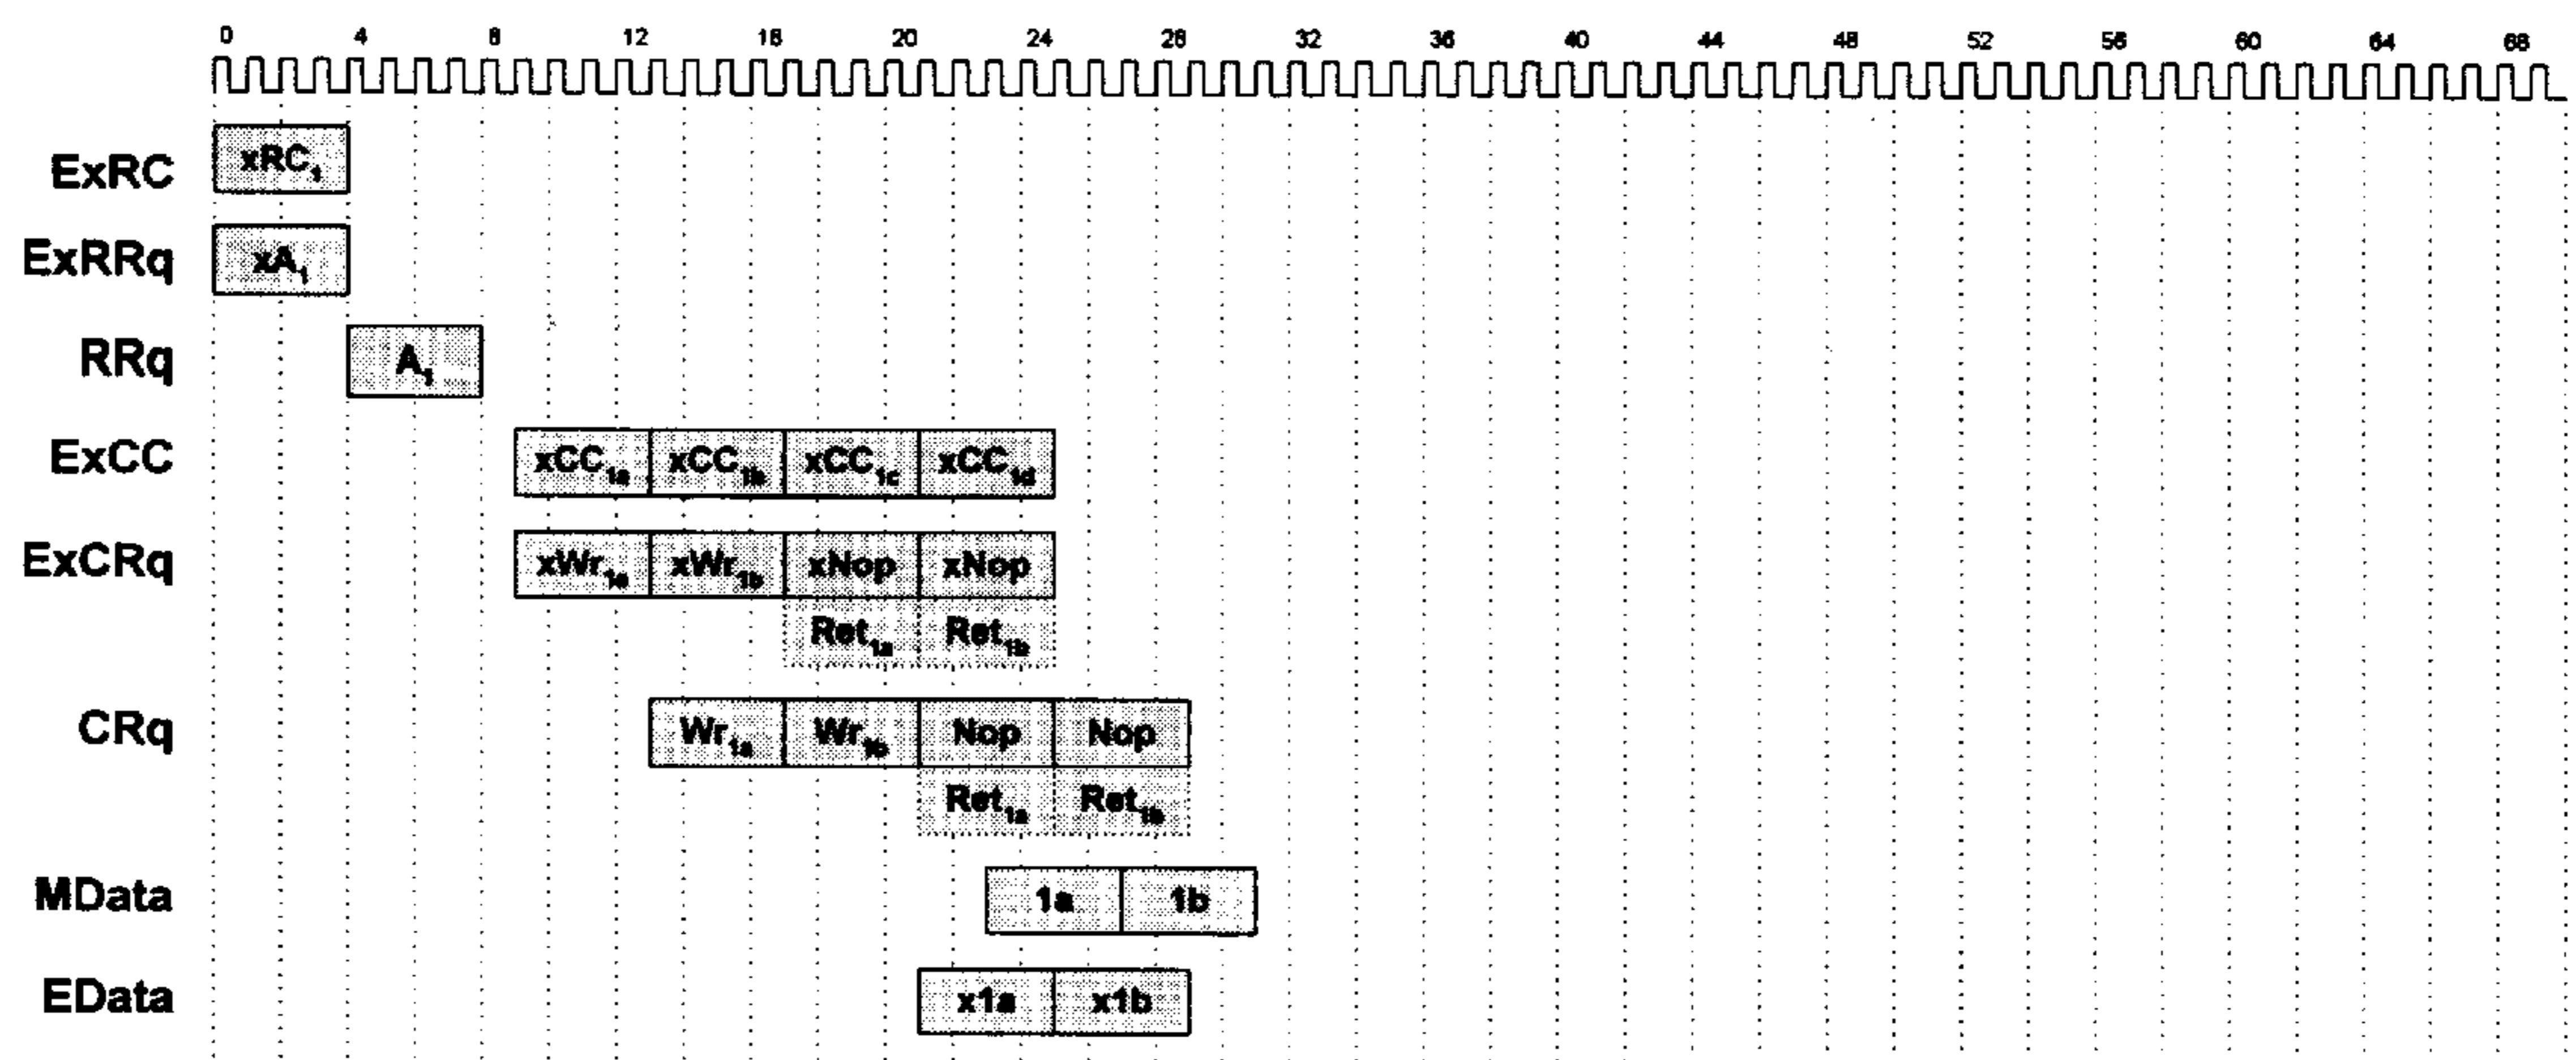 0 4 8 12 16 20 24 28 32 36 40 44 48 52 56 60 64 68
ExRC xRC1
ExRRq xA1
RRq A1
ExCC xCC1a xCC1b xCC1c xCC1d
ExCRq xWr1a xWr1b xNop xNop
Ret1a Ret1b
CRq Wr1a Wr1b Nop Nop
Ret1a Ret1b
MData 1a 1b
EData x1a x1b